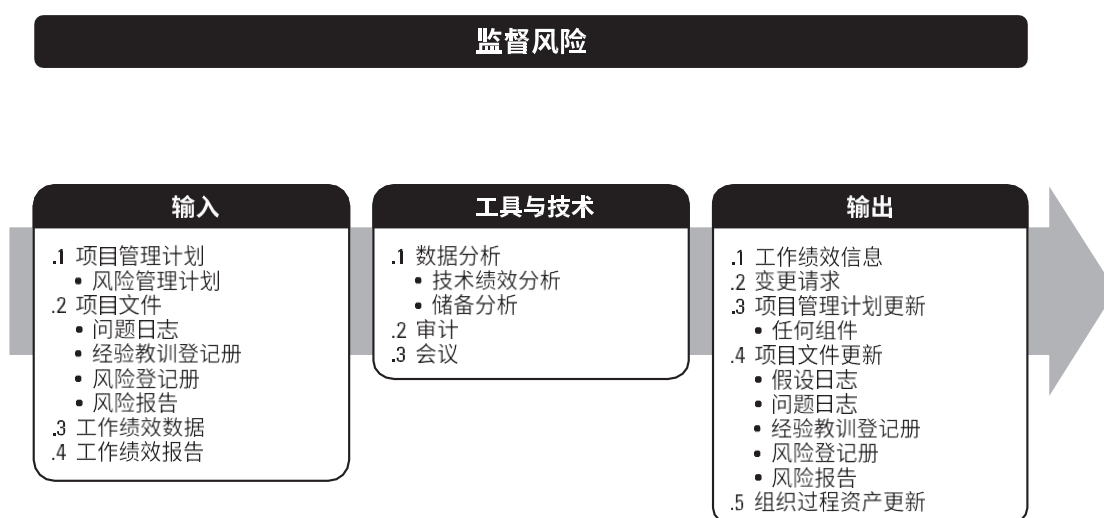 监督风险
输入
.1 项目管理计划
• 风险管理计划
.2 项目文件
• 问题日志
• 经验教训登记册
• 风险登记册
• 风险报告
.3 工作绩效数据
.4 工作绩效报告
工具与技术
.1 数据分析
• 技术绩效分析
• 储备分析
.2 审计
.3 会议
输出
.1 工作绩效信息
.2 变更请求
.3 项目管理计划更新
• 任何组件
.4 项目文件更新
• 假设日志
• 问题日志
• 经验教训登记册
• 风险登记册
• 风险报告
.5 组织过程资产更新